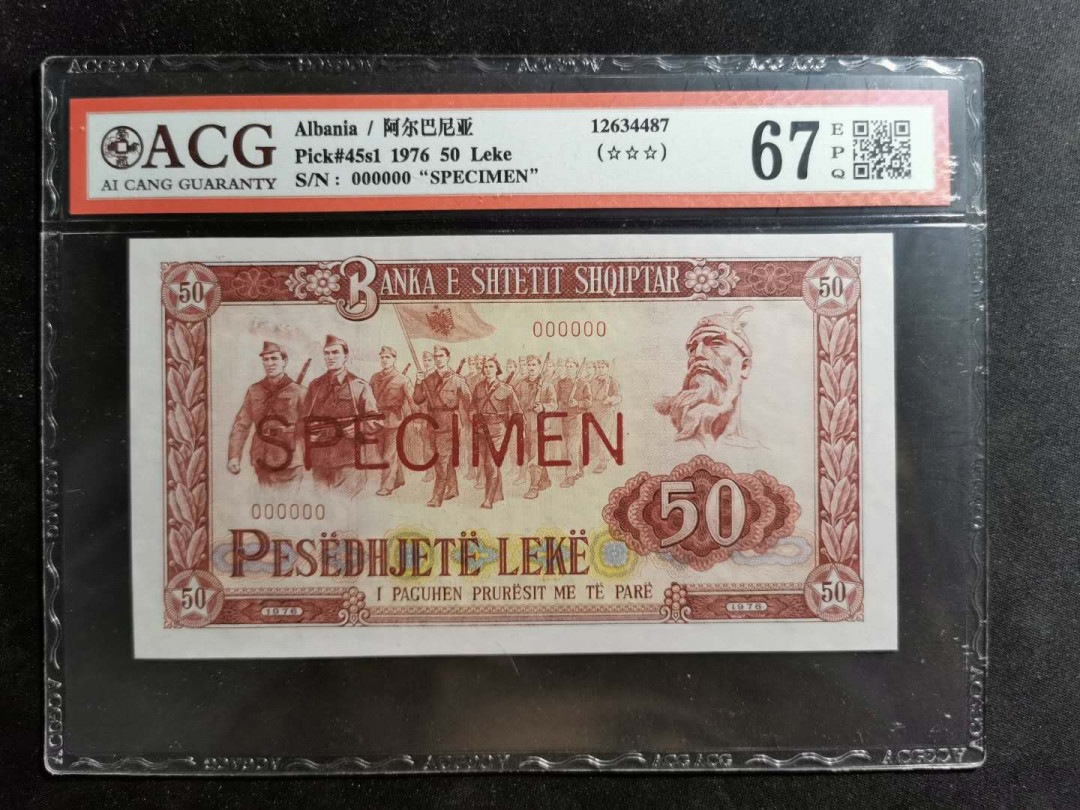 ACG
AI CANG GUARANTY
Albania / 阿尔巴尼亚
Pick#45s1 1976 50 Leke
S/N : 000000 “SPECIMEN”
12634487
(☆☆☆)
67
EPQ
50
BANKA E SHTETIT SHQIPTAR
50
000000
SPECIMEN
000000
50
PESËDHJETË LEKË
I PAGUHEN PRURËSIT ME TË PARË
50
1976
1976
50